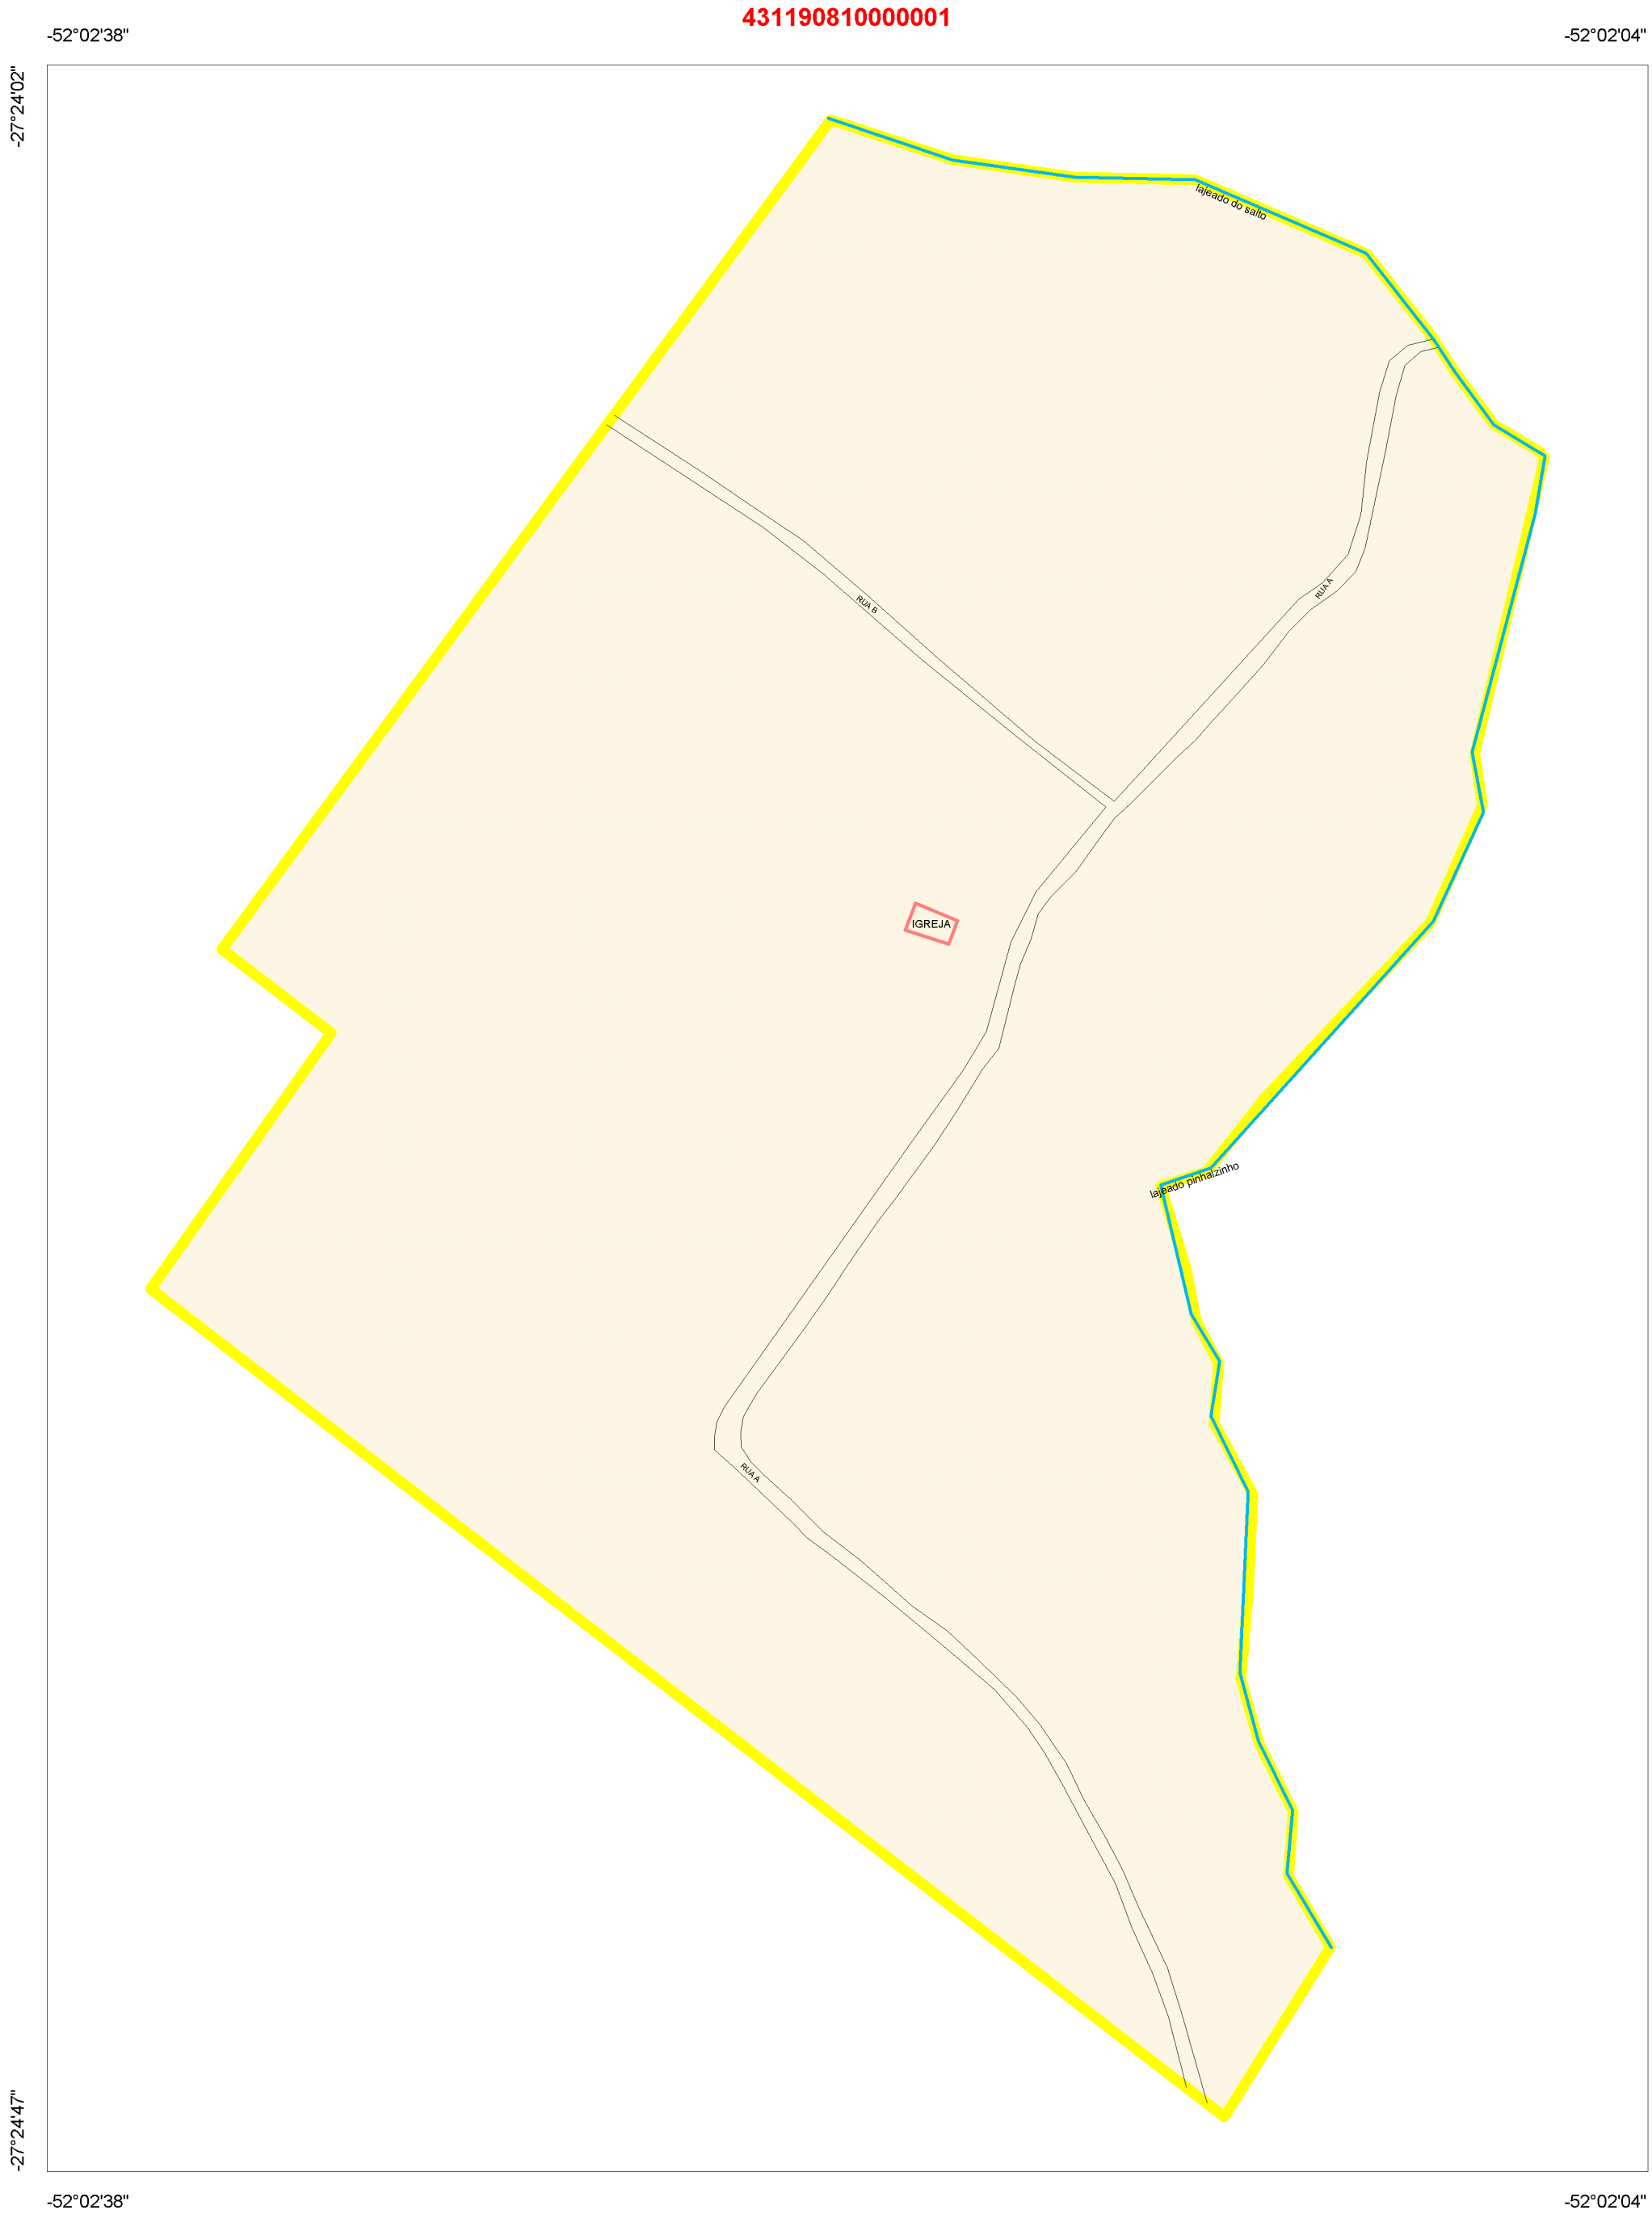 431190810000001
-52°02'38"
-52°02'04"
-27°24'02"
lajeado do salto
RUA A
RUA B
IGREJA
lajeado pinhalzinho
RUA A
-27°24'47"
-52°02'38"
-52°02'04"